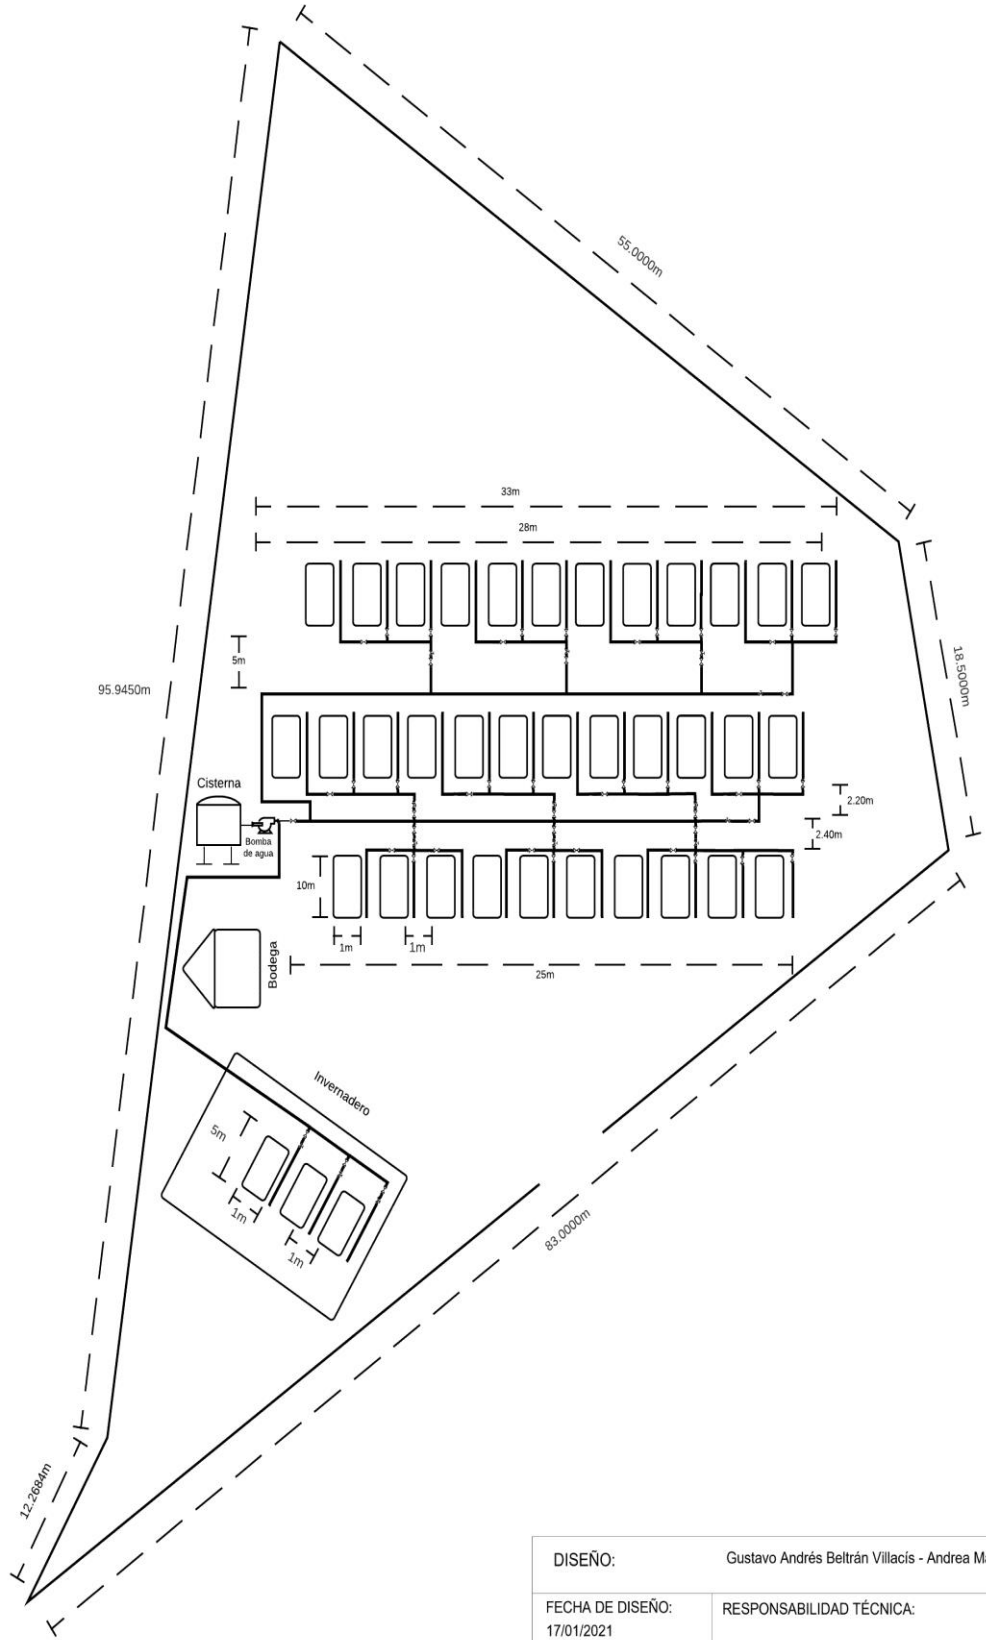 55.0000m
33m
28m
5m
18.5000m
95.9450m
Cisterna
Bomba
de agua
2.20m
2.40m
10m
1m
1m
25m
Bodega
Invernadero
5m
1m
1m
83.0000m
12.2684m
DISEÑO:
Gustavo Andrés Beltrán Villacís - Andrea
FECHA DE DISEÑO:
17/01/2021
RESPONSABILIDAD TÉCNICA: